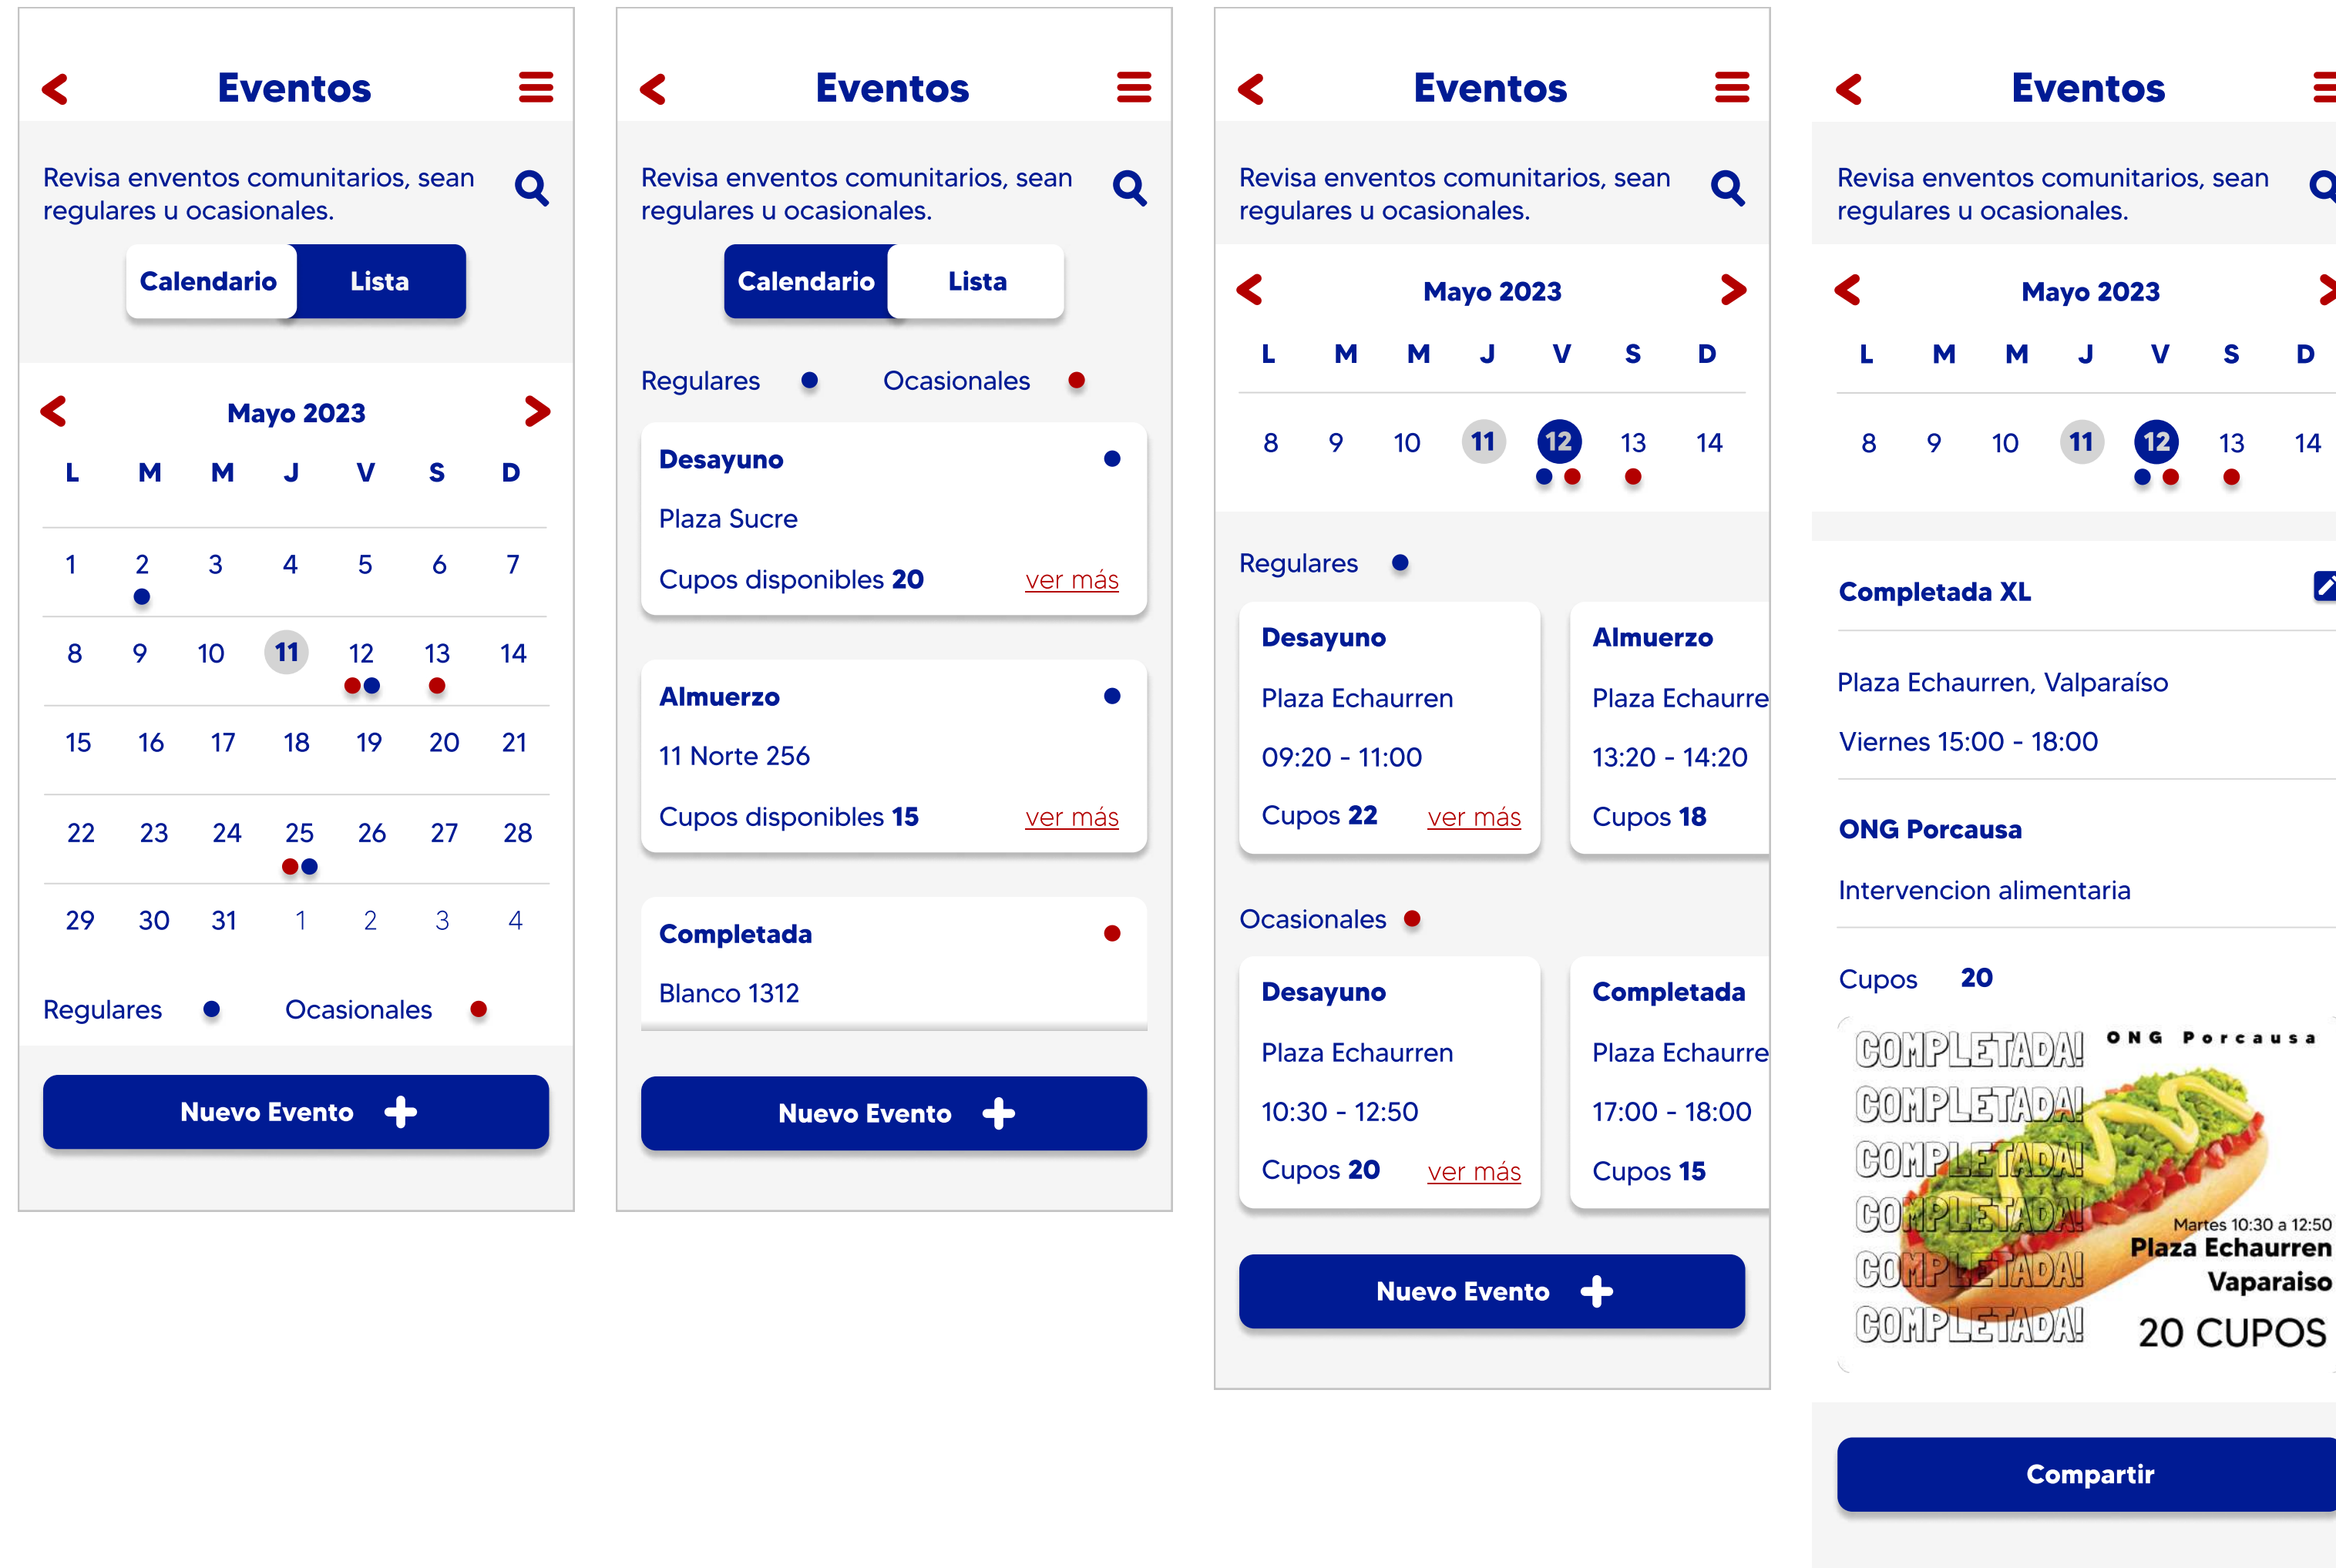 Eventos
Revisa enventos comunitarios, sean
regulares u ocasionales.
Calendario Lista
Mayo 2023
L M M J V S D
1 2 3 4 5 6 7
8 9 10 11 12 13 14
15 16 17 18 19 20 21
22 23 24 25 26 27 28
29 30 31 1 2 3 4
Regulares Ocasionales
Nuevo Evento
Eventos
Revisa enventos comunitarios, sean
regulares u ocasionales.
Calendario Lista
Regulares Ocasionales
Desayuno
Plaza Sucre
Cupos disponibles 20 ver más
Almuerzo
11 Norte 256
Cupos disponibles 15 ver más
Completada
Blanco 1312
Nuevo Evento
Eventos
Revisa enventos comunitarios, sean
regulares u ocasionales.
Mayo 2023
L M M J V S D
8 9 10 11 12 13 14
Regulares
Desayuno
Plaza Echaurren
09:20 - 11:00
Cupos 22 ver más
Almuerzo
Plaza Echaurre
13:20 - 14:20
Cupos 18
Ocasionales
Desayuno
Plaza Echaurren
10:30 - 12:50
Cupos 20 ver más
Completada
Plaza Echaurre
17:00 - 18:00
Cupos 15
Nuevo Evento
Eventos
Revisa enventos comunitarios, sean
regulares u ocasionales.
Mayo 2023
L M M J V S D
8 9 10 11 12 13 14
Completada XL
Plaza Echaurren, Valparaíso
Viernes 15:00 - 18:00
ONG Porcausa
Intervencion alimentaria
Cupos 20
COMPLETADA!
COMPLETADA!
COMPLETADA!
COMPLETADA!
COMPLETADA!
COMPLETADA!
ONG Porcausa
Martes 10:30 a 12:50
Plaza Echaurren
Vaparaiso
20 CUPOS
Compartir